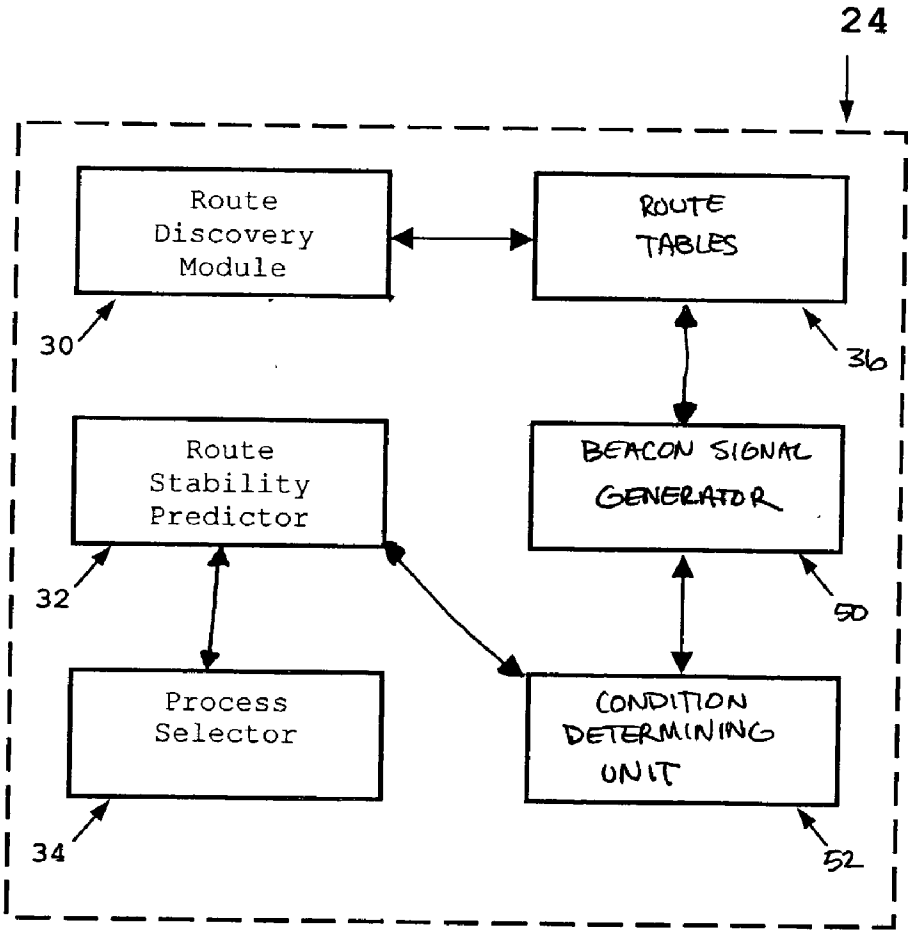 24
Route
Discovery
Module
ROUTE
TABLES
30
36
Route
Stability
Predictor
BEACON SIGNAL
GENERATOR
32
50
Process
Selector
CONDITION
DETERMINING
UNIT
34
52